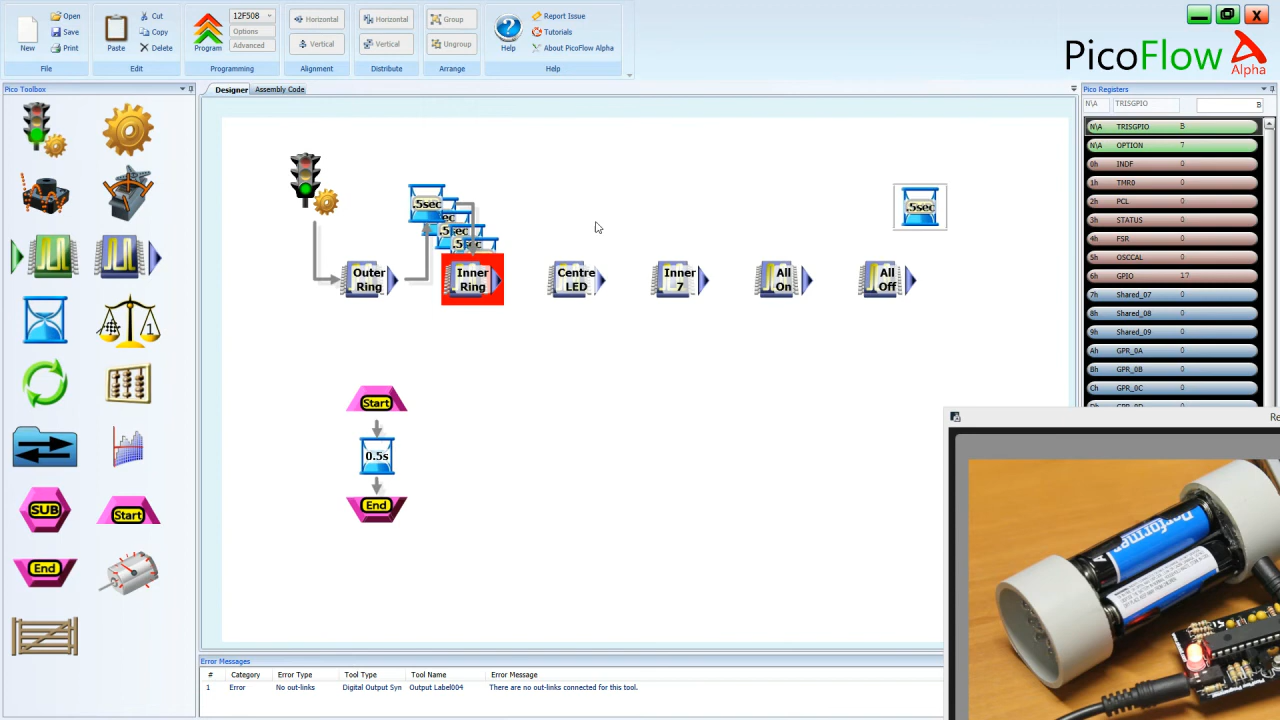 New
Open
Save
Print
File
Paste
Cut
Copy
Delete
Edit
Program
12F508
Options
Advanced
Programming
Horizontal
Vertical
Alignment
Horizontal
Vertical
Distribute
Group
Ungroup
Arrange
Help
Report Issue
Tutorials
About PicoFlow Alpha
Help
PicoFlow
Alpha
Pico Toolbox
SUB
Start
End
1
Designer
Assembly Code
.5sec
.5sec
.5sec
Outer
Ring
Inner
Ring
Centre
LED
Inner
7
All
On
All
Off
Start
0.5s
End
Pico Registers
N\A TRISGPIO B
N\A TRISGPIO B
N\A OPTION 7
0h INDF 0
1h TMR0 0
2h PCL 0
3h STATUS 0
4h FSR 0
5h OSCCAL 0
6h GPIO 17
7h Shared_07 0
8h Shared_08 0
9h Shared_09 0
Ah GPR_0A 0
Bh GPR_0B 0
Ch GPR_0C 0
Re
Performer
Error Messages
# Category Error Type Tool Type Tool Name Error Message
1 Error No out-links Digital Output Syn Output Label004 There are no out-links connected for this tool.